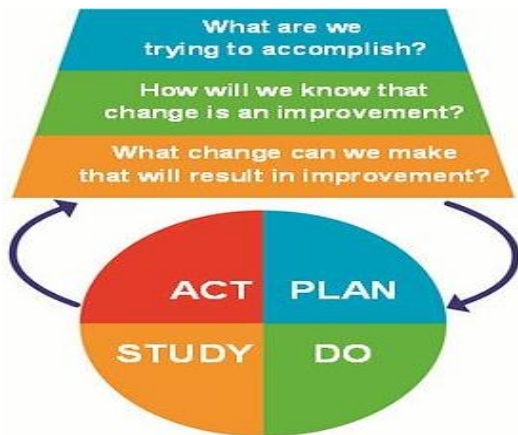 What are we
trying to accomplish?
How will we know that
change is an improvement?
What change can we make
that will result in improvement?
ACT PLAN
STUDY DO